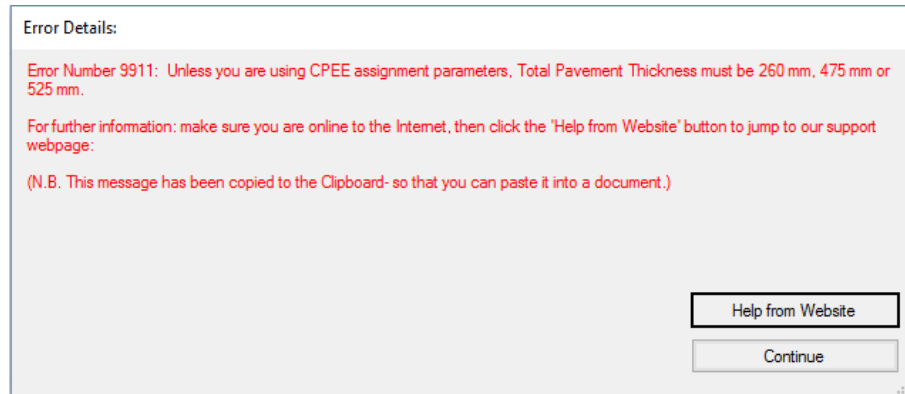 Error Details:
Error Number 9911:  Unless you are using CPEE assignment parameters, Total Pavement Thickness must be 260 mm, 475 mm or
525 mm.
For further information: make sure you are online to the Internet, then click the 'Help from Website' button to jump to our support
webpage:
(N.B. This message has been copied to the Clipboard- so that you can paste it into a document.)
Help from Website
Continue